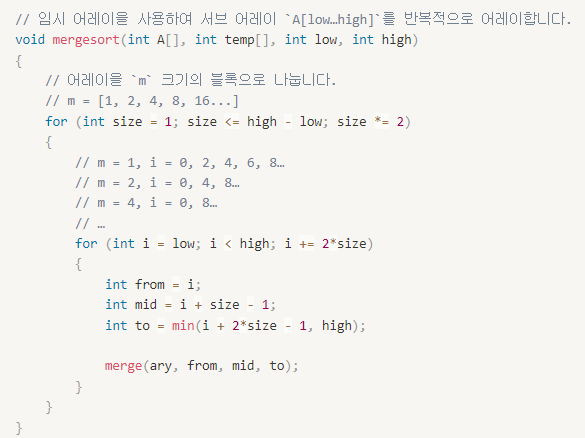 // 임시 어레이을 사용하여 서브 어레이 `A[low…high]`를 반복적으로 어레이합니다.
void mergesort(int A[], int temp[], int low, int high)
{
// 어레이을 `m` 크기의 블록으로 나눕니다.
// m = [1, 2, 4, 8, 16...]
for (int size = 1; size <= high - low; size *= 2)
{
// m = 1, i = 0, 2, 4, 6, 8…
// m = 2, i = 0, 4, 8…
// m = 4, i = 0, 8…
// …
for (int i = low; i < high; i += 2*size)
{
int from = i;
int mid = i + size - 1;
int to = min(i + 2*size - 1, high);
merge(ary, from, mid, to);
}
}
}